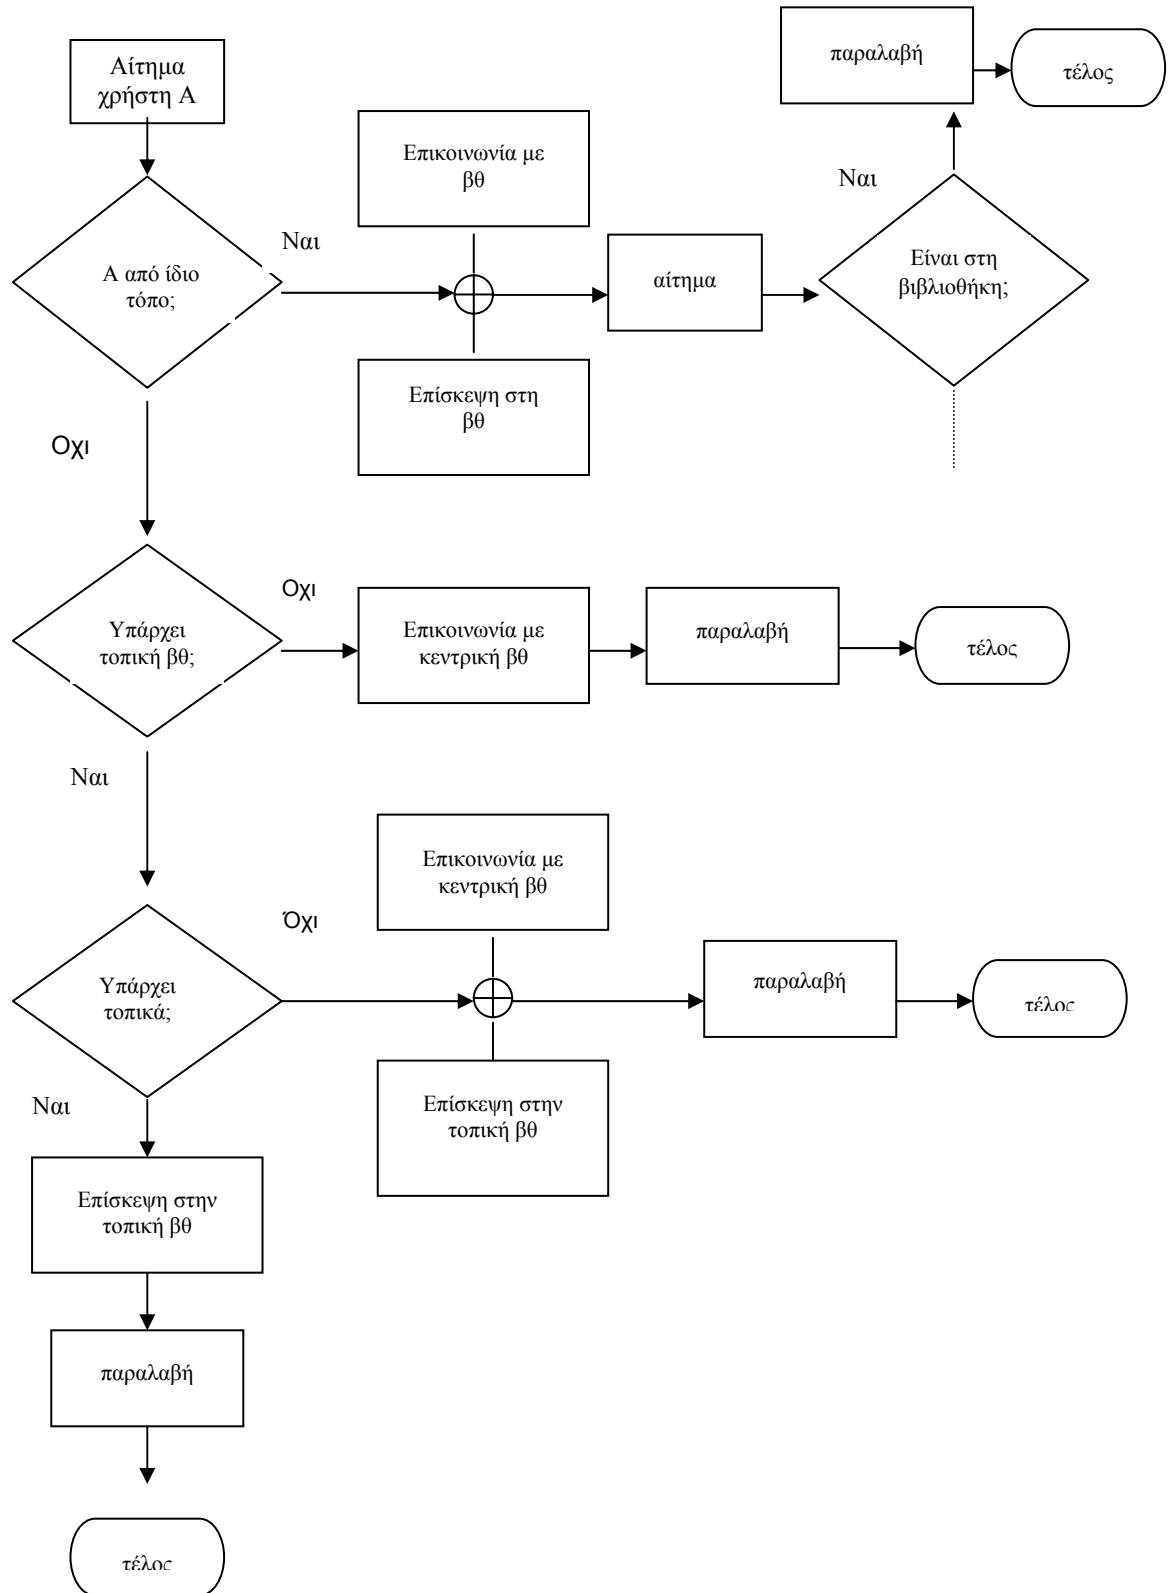 Αίτημα
χρήστη Α
παραλαβή
τέλος
Επικοινωνία με
βθ
Ναι
Ναι
Α από ίδιο
τόπο;
αίτημα
Είναι στη
βιβλιοθήκη;
Επίσκεψη στη
βθ
Οχι
Οχι
Υπάρχει
τοπική βθ;
Επικοινωνία με
κεντρική βθ
παραλαβή
τέλος
Ναι
Επικοινωνία με
κεντρική βθ
Όχι
Υπάρχει
τοπικά;
παραλαβή
τέλος
Ναι
Επίσκεψη στην
τοπική βθ
Επίσκεψη στην
τοπική βθ
παραλαβή
τέλος